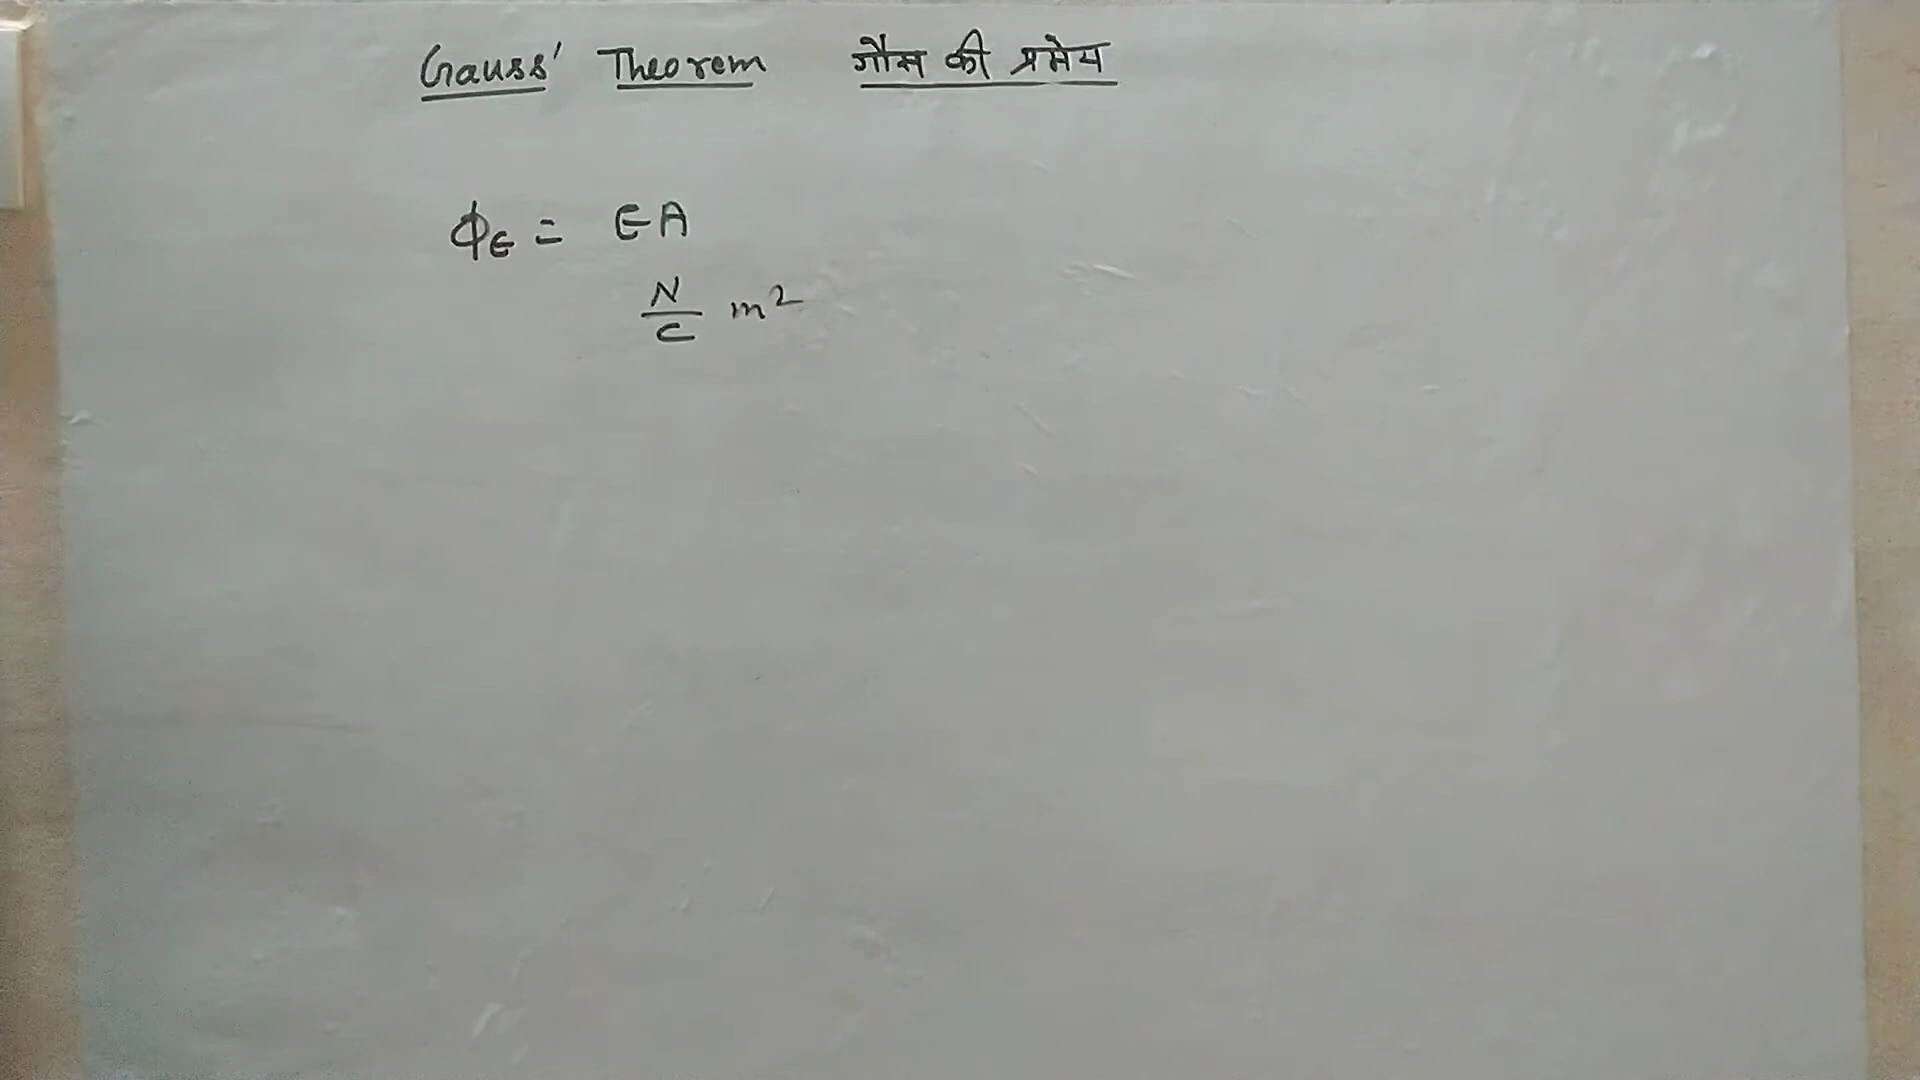 Gauss' Theorem गौस की प्रमेय
ϕE = EA
N/C m²